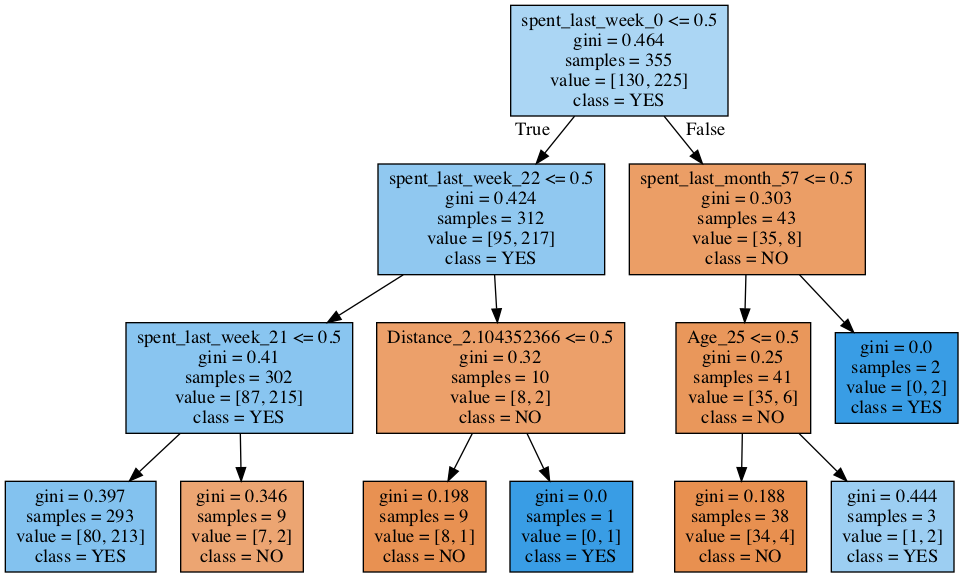 spent_last_week_0 <= 0.5
gini = 0.464
samples = 355
value = [130, 225]
class = YES
True
False
spent_last_week_22 <= 0.5
gini = 0.424
samples = 312
value = [95, 217]
class = YES
spent_last_month_57 <= 0.5
gini = 0.303
samples = 43
value = [35, 8]
class = NO
spent_last_week_21 <= 0.5
gini = 0.41
samples = 302
value = [87, 215]
class = YES
Distance_2.104352366 <= 0.5
gini = 0.32
samples = 10
value = [8, 2]
class = NO
Age_25 <= 0.5
gini = 0.25
samples = 41
value = [35, 6]
class = NO
gini = 0.0
samples = 2
value = [0, 2]
class = YES
gini = 0.397
samples = 293
value = [80, 213]
class = YES
gini = 0.346
samples = 9
value = [7, 2]
class = NO
gini = 0.198
samples = 9
value = [8, 1]
class = NO
gini = 0.0
samples = 1
value = [0, 1]
class = YES
gini = 0.188
samples = 38
value = [34, 4]
class = NO
gini = 0.444
samples = 3
value = [1, 2]
class = YES